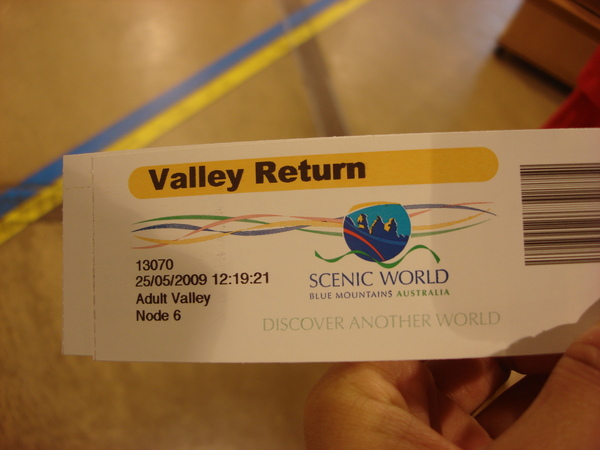 Valley Return
13070
25/05/2009 12:19:21
Adult Valley
Node 6
SCENIC WORLD
BLUE MOUNTAINS AUSTRALIA
DISCOVER ANOTHER WORLD